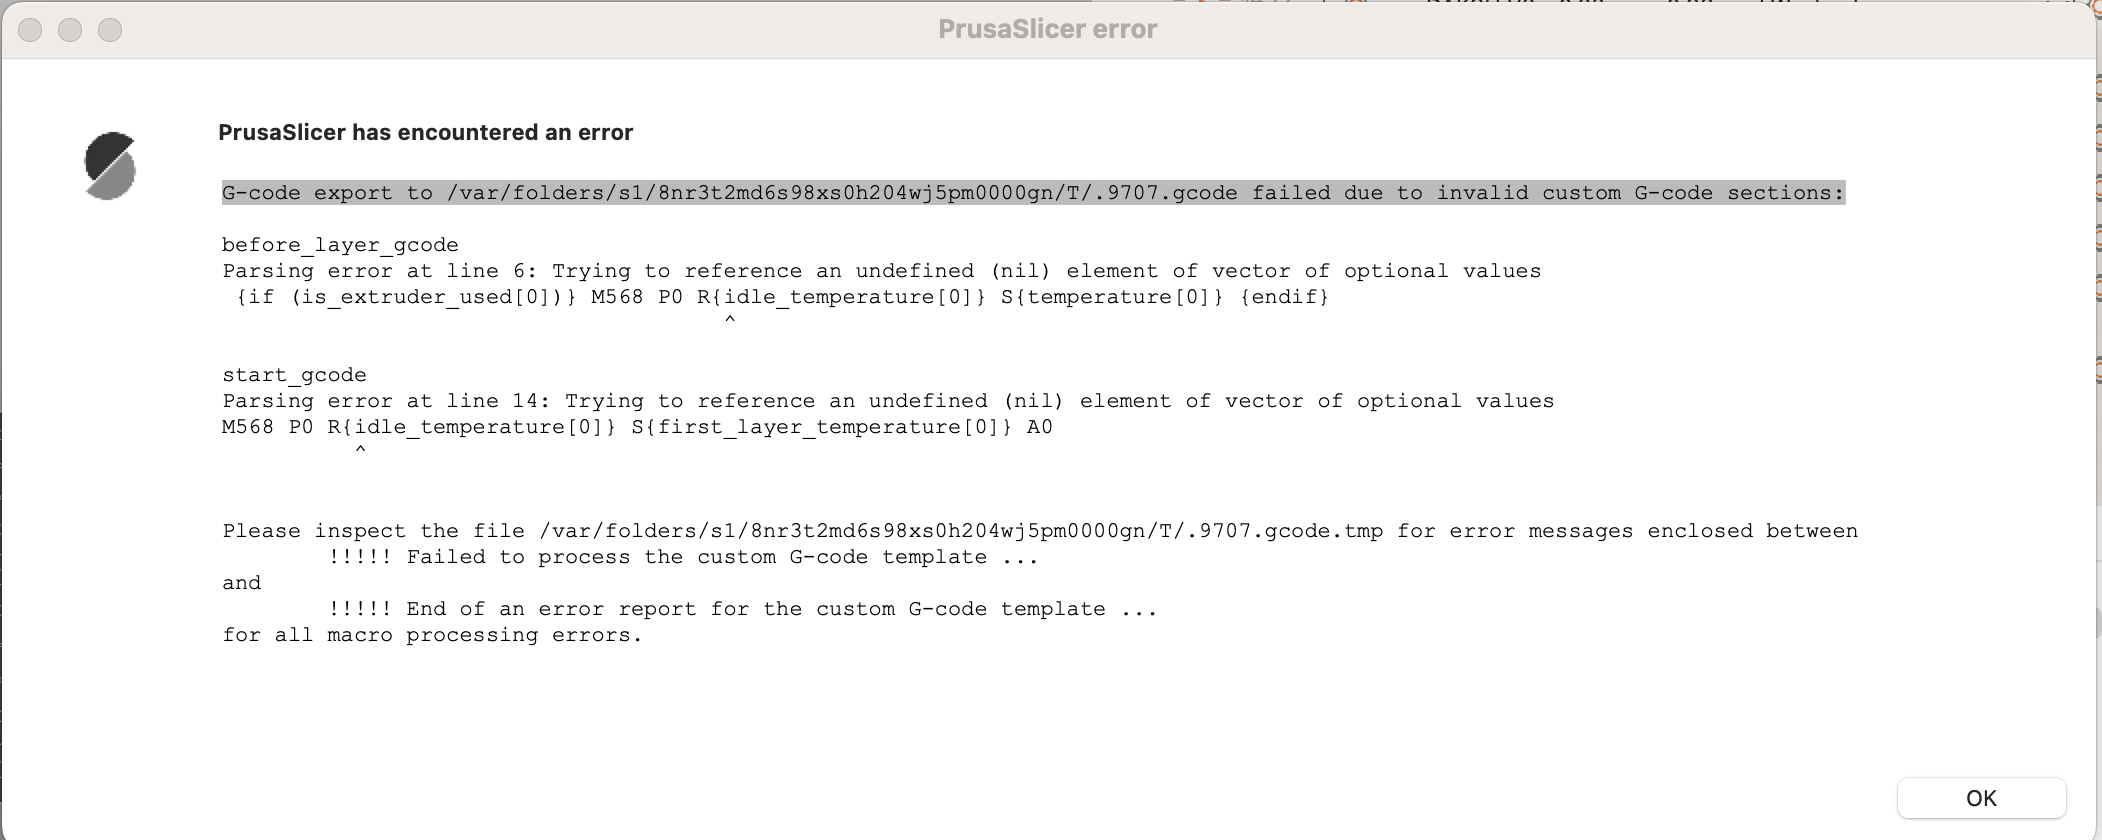 PrusaSlicer error
PrusaSlicer has encountered an error
G-code export to /var/folders/s1/8nr3t2md6s98xs0h204wj5pm0000gn/T/.9707.gcode failed due to invalid custom G-code sections:
before_layer_gcode
Parsing error at line 6: Trying to reference an undefined (nil) element of vector of optional values
{if (is_extruder_used[0])} M568 P0 R{idle_temperature[0]} S{temperature[0]} {endif}
^
start_gcode
Parsing error at line 14: Trying to reference an undefined (nil) element of vector of optional values
M568 P0 R{idle_temperature[0]} S{first_layer_temperature[0]} A0
^
Please inspect the file /var/folders/s1/8nr3t2md6s98xs0h204wj5pm0000gn/T/.9707.gcode.tmp for error messages enclosed between
!!!!! Failed to process the custom G-code template ...
and
!!!!! End of an error report for the custom G-code template ...
for all macro processing errors.
OK